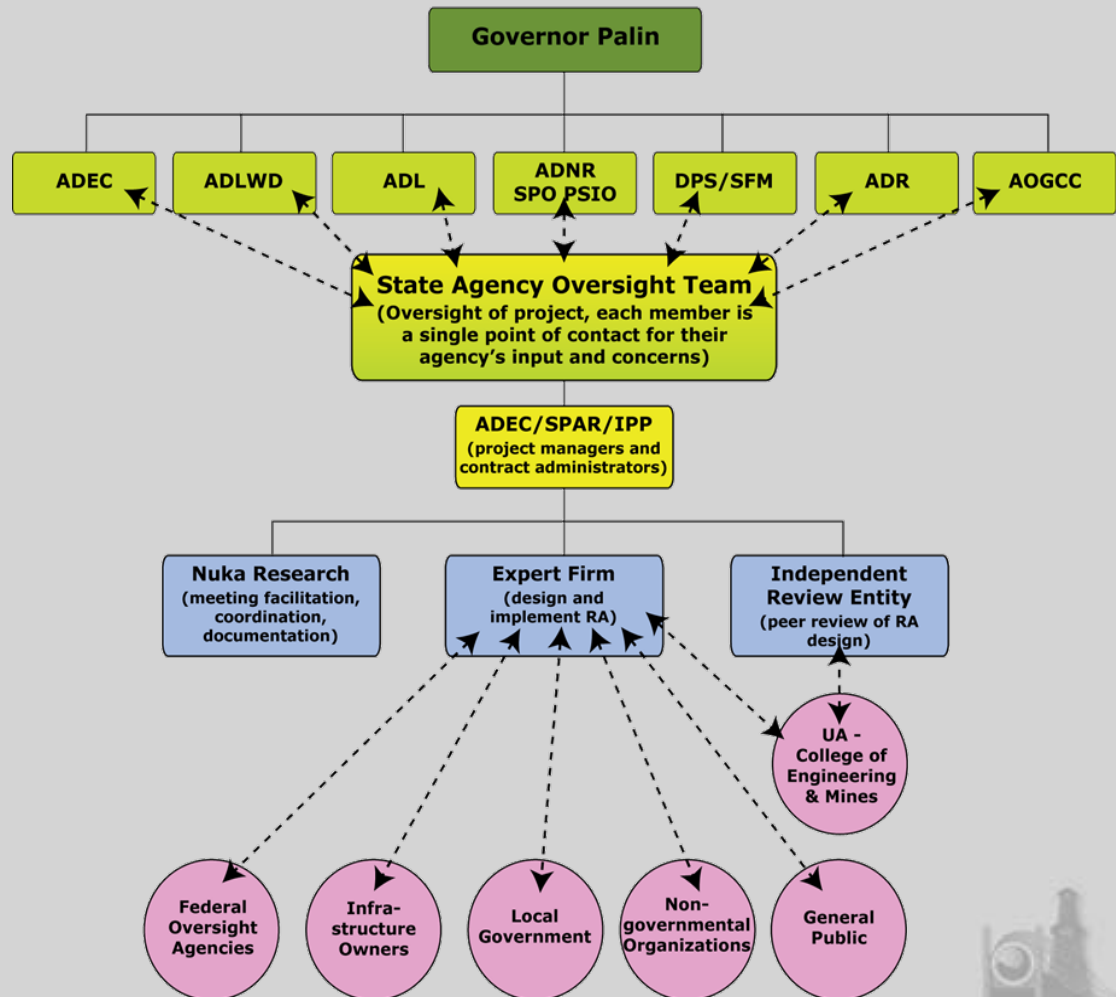 Governor Palin
ADEC
ADLWD
ADL
ADNR
SPO PSIO
DPS/SFM
ADR
AOGCC
State Agency Oversight Team
(Oversight of project, each member is
a single point of contact for their
agency's input and concerns)
ADEC/SPAR/IPP
(project managers and
contract administrators)
Nuka Research
(meeting facilitation,
coordination,
documentation)
Expert Firm
(design and
implement RA)
Independent
Review Entity
(peer review of RA
design)
UA -
College of
Engineering
& Mines
Federal
Oversight
Agencies
Infra-
structure
Owners
Local
Government
Non-
governmental
Organizations
General
Public